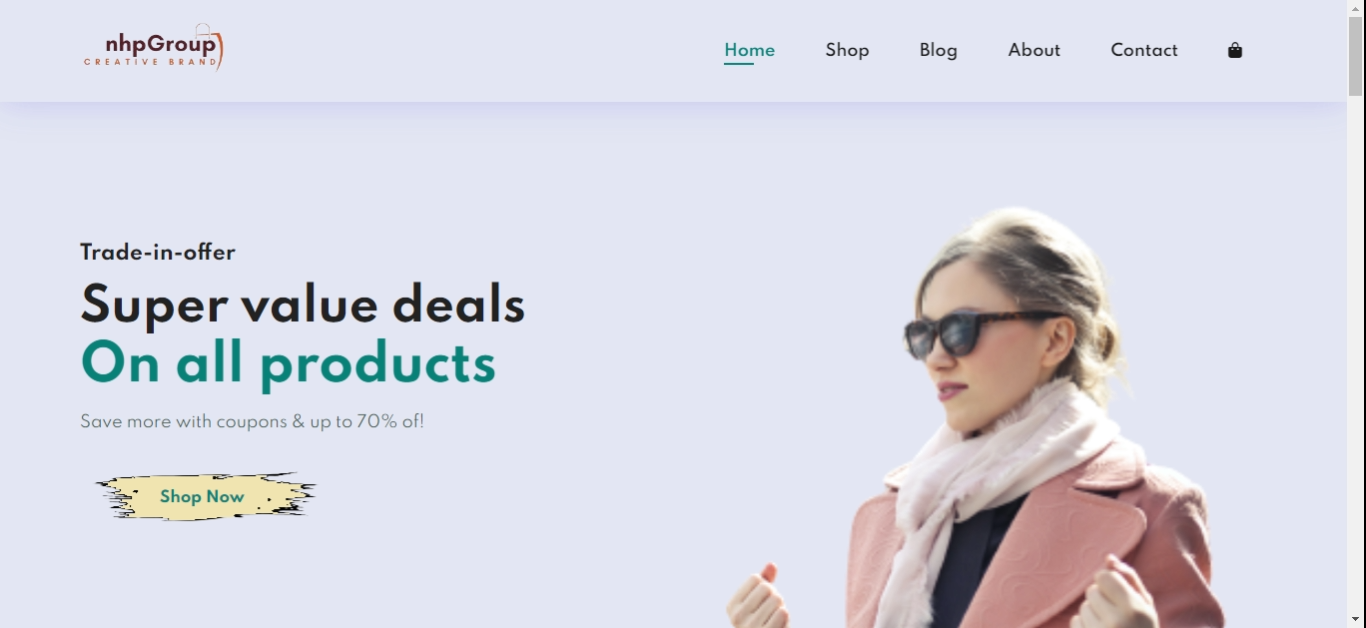 nhpGroup
CREATIVE BRAND
Home Shop Blog About Contact
Trade-in-offer
Super value deals
On all products
Save more with coupons & up to 70% of!
Shop Now